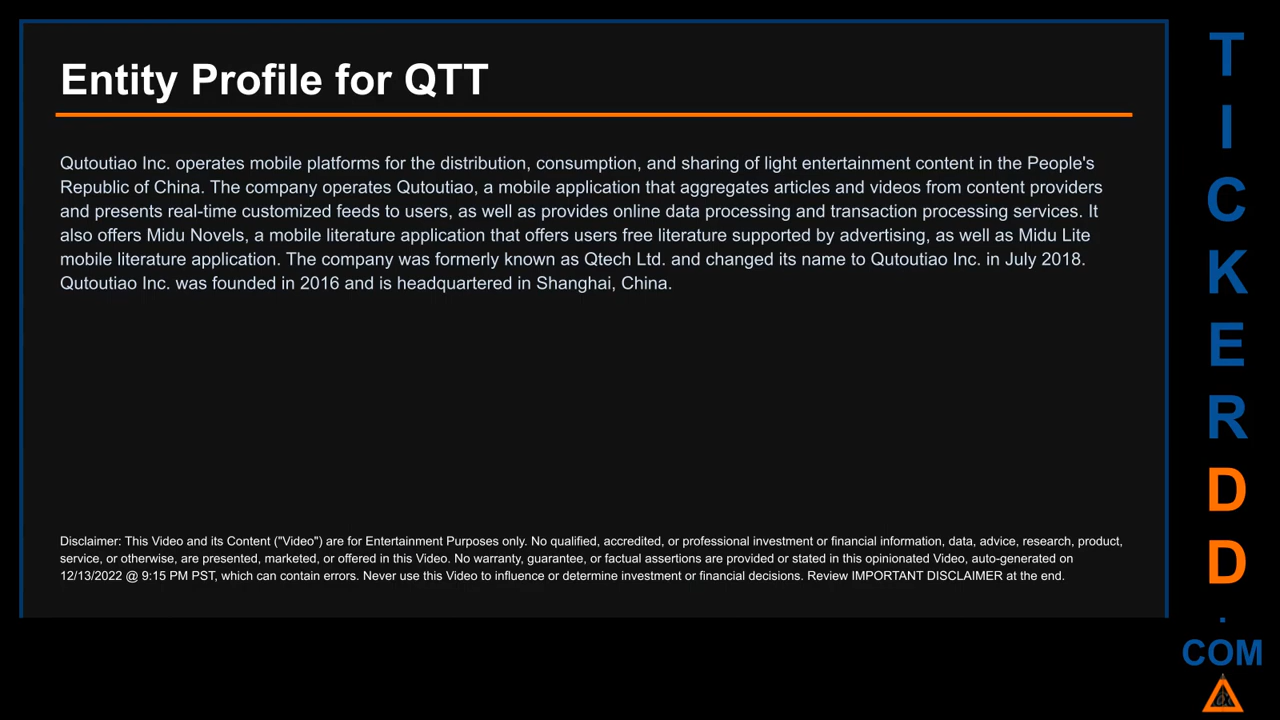 Entity Profile for QTT
Qutoutiao Inc. operates mobile platforms for the distribution, consumption, and sharing of light entertainment content in the People's
Republic of China. The company operates Qutoutiao, a mobile application that aggregates articles and videos from content providers
and presents real-time customized feeds to users, as well as provides online data processing and transaction processing services. It
also offers Midu Novels, a mobile literature application that offers users free literature supported by advertising, as well as Midu Lite
mobile literature application. The company was formerly known as Qtech Ltd. and changed its name to Qutoutiao Inc. in July 2018.
Qutoutiao Inc. was founded in 2016 and is headquartered in Shanghai, China.
Disclaimer: This Video and its Content ("Video") are for Entertainment Purposes only. No qualified, accredited, or professional investment or financial information, data, advice, research, product,
service, or otherwise, are presented, marketed, or offered in this Video. No warranty, guarantee, or factual assertions are provided or stated in this opinionated Video, auto-generated on
12/13/2022 @ 9:15 PM PST, which can contain errors. Never use this Video to influence or determine investment or financial decisions. Review IMPORTANT DISCLAIMER at the end.
T
I
C
K
E
R
D
D
.
COM